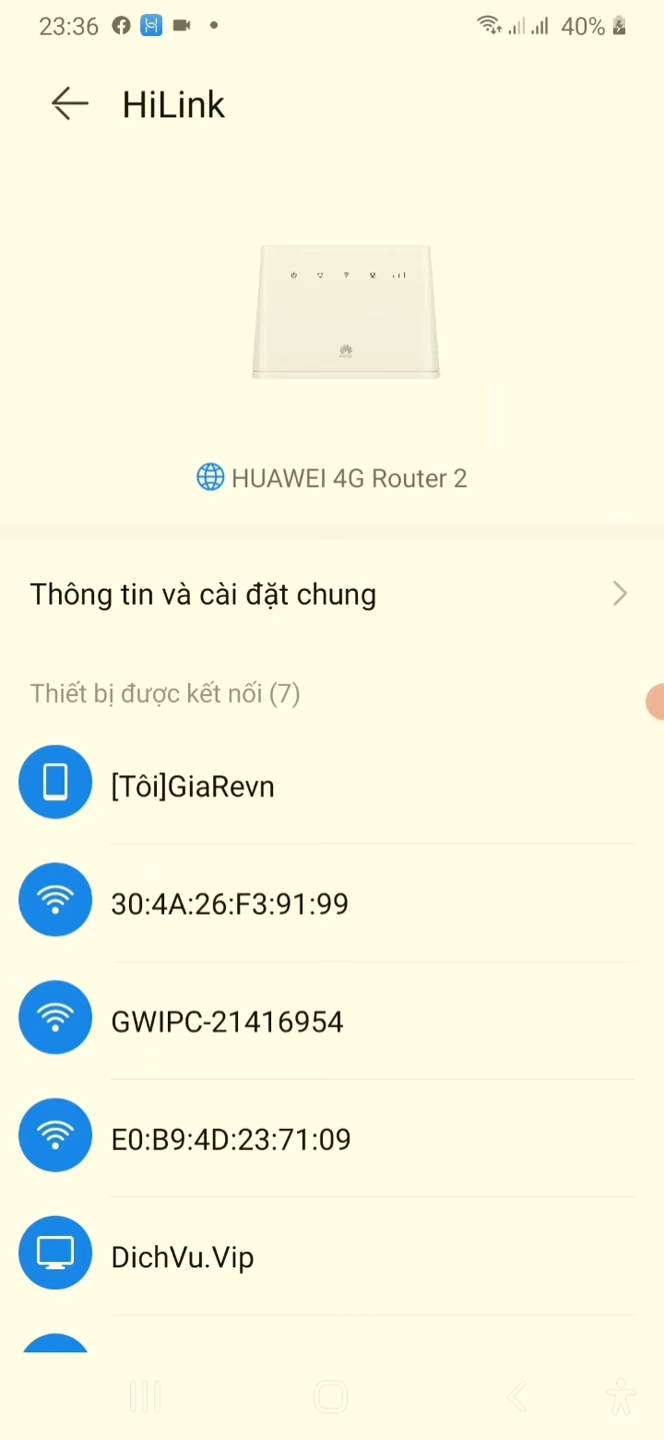 23:36 40%
HiLink
HUAWEI 4G Router 2
Thông tin và cài đặt chung
Thiết bị được kết nối (7)
[Tôi]GiaRevn
30:4A:26:F3:91:99
GWIPC-21416954
E0:B9:4D:23:71:09
DichVu.Vip